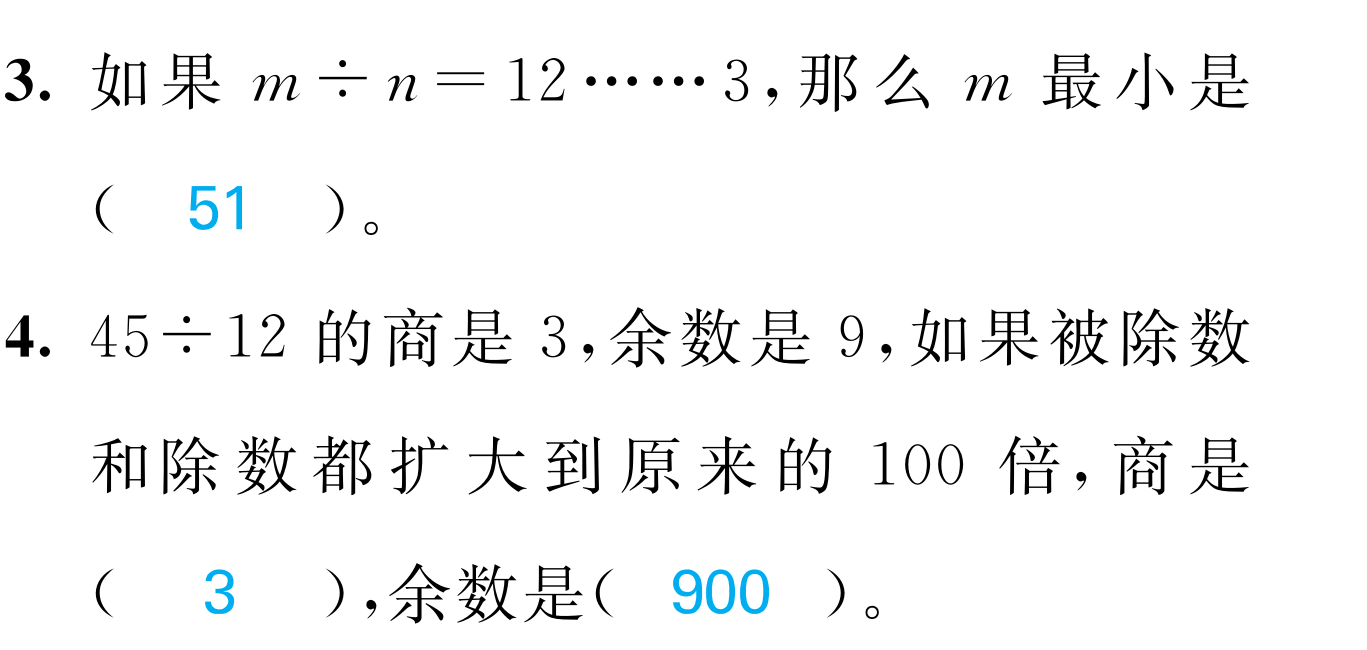 3. 如果 m÷n=12……3,那么 m 最小是
( 51 )。
4. 45÷12 的商是 3,余数是 9,如果被除数
和除数都扩大到原来的 100 倍,商是
( 3 ),余数是( 900 )。